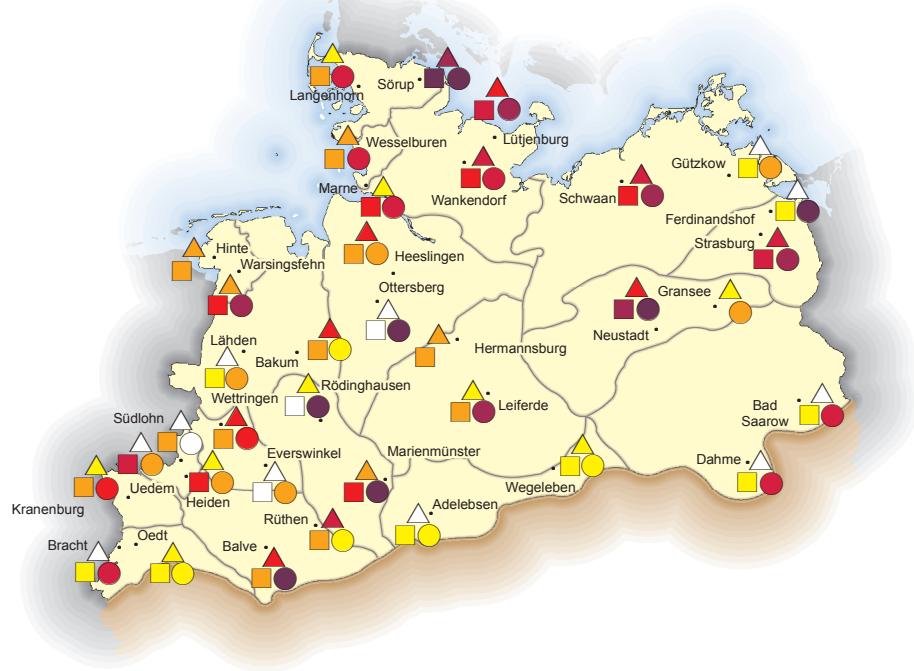 Langenhorn
Sörup
Lütjenburg
Wesselburen
Wankendorf
Marne
Gützkow
Schwaan
Ferdinandshof
Strasburg
Hinte
Warsingsfehn
Heeslingen
Ottersberg
Gransee
Neustadt
Lähden
Bakum
Hermannsburg
Rödinghausen
Wettringen
Leiferde
Südlohn
Bad
Saarow
Everswinkel
Marienmünster
Dahme
Wegeleben
Uedem
Heiden
Kranenburg
Adelebsen
Rüthen
Oedt
Bracht
Balve